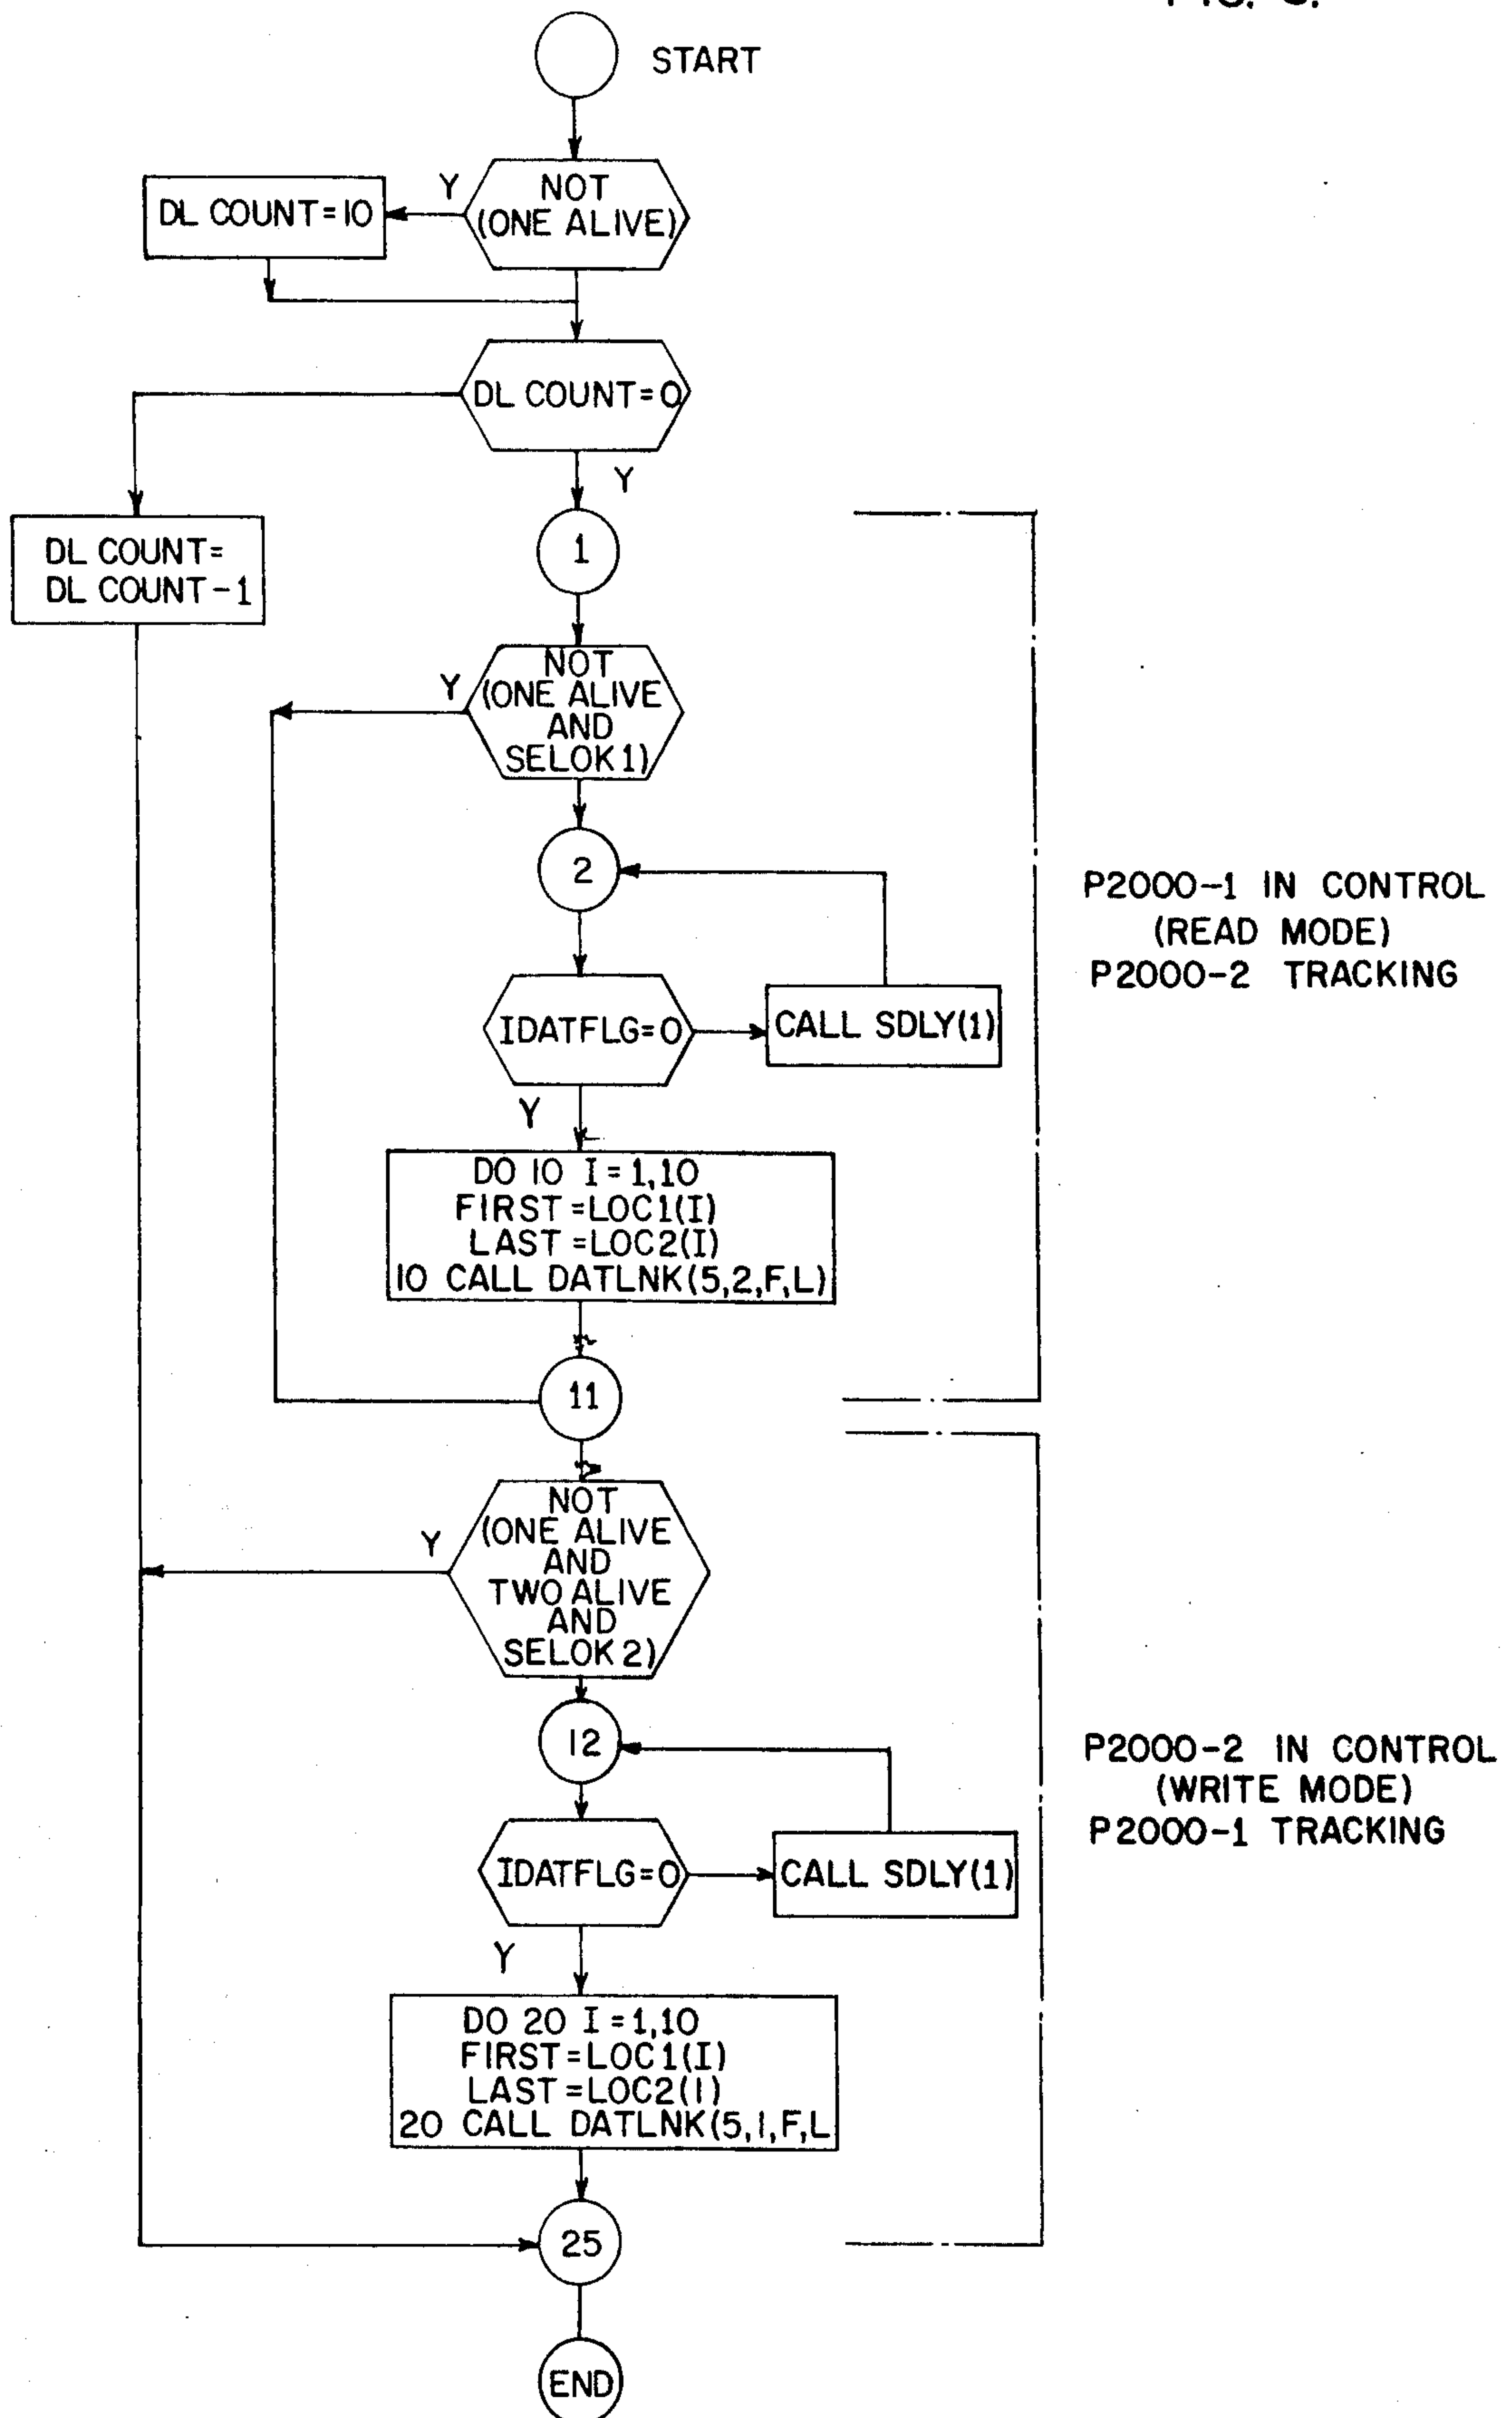 START
Y
NOT
(ONE ALIVE)
DL COUNT=10
DL COUNT=0
Y
DL COUNT=
DL COUNT-1
1
Y
NOT
(ONE ALIVE
AND
SELOK1)
2
P2000-1 IN CONTROL
(READ MODE)
P2000-2 TRACKING
IDATFLG=0
CALL SDLY(1)
Y
DO 10 I=1,10
FIRST=LOC1(I)
LAST=LOC2(I)
10 CALL DATLNK(5,2,F,L)
11
Y
NOT
(ONE ALIVE
AND
TWO ALIVE
AND
SELOK2)
12
P2000-2 IN CONTROL
(WRITE MODE)
P2000-1 TRACKING
IDATFLG=0
CALL SDLY(1)
Y
DO 20 I=1,10
FIRST=LOC1(I)
LAST=LOC2(I)
20 CALL DATLNK(5,1,F,L
25
END